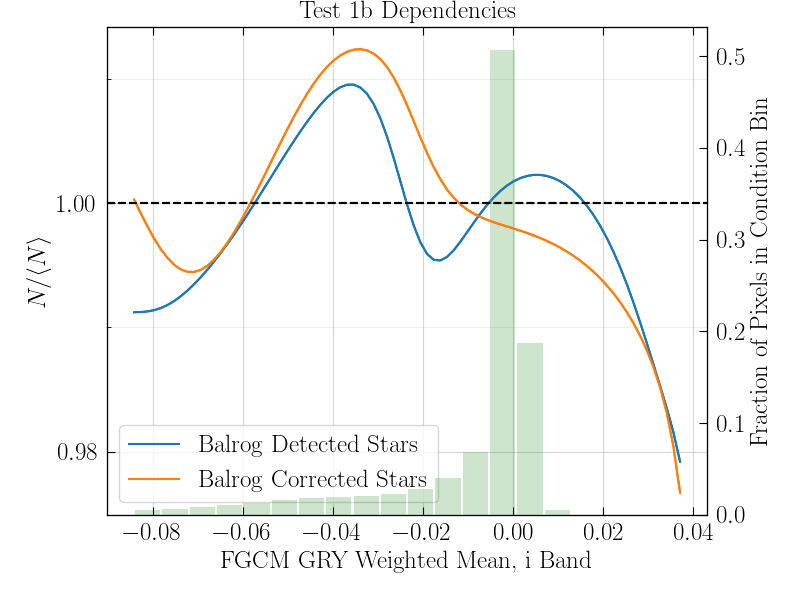 Test 1b Dependencies
1.00
0.98
N/⟨N⟩
0.5
0.4
0.3
0.2
0.1
0.0
Fraction of Pixels in Condition Bin
Balrog Detected Stars
Balrog Corrected Stars
−0.08 −0.06 −0.04 −0.02 0.00 0.02 0.04
FGCM GRY Weighted Mean, i Band